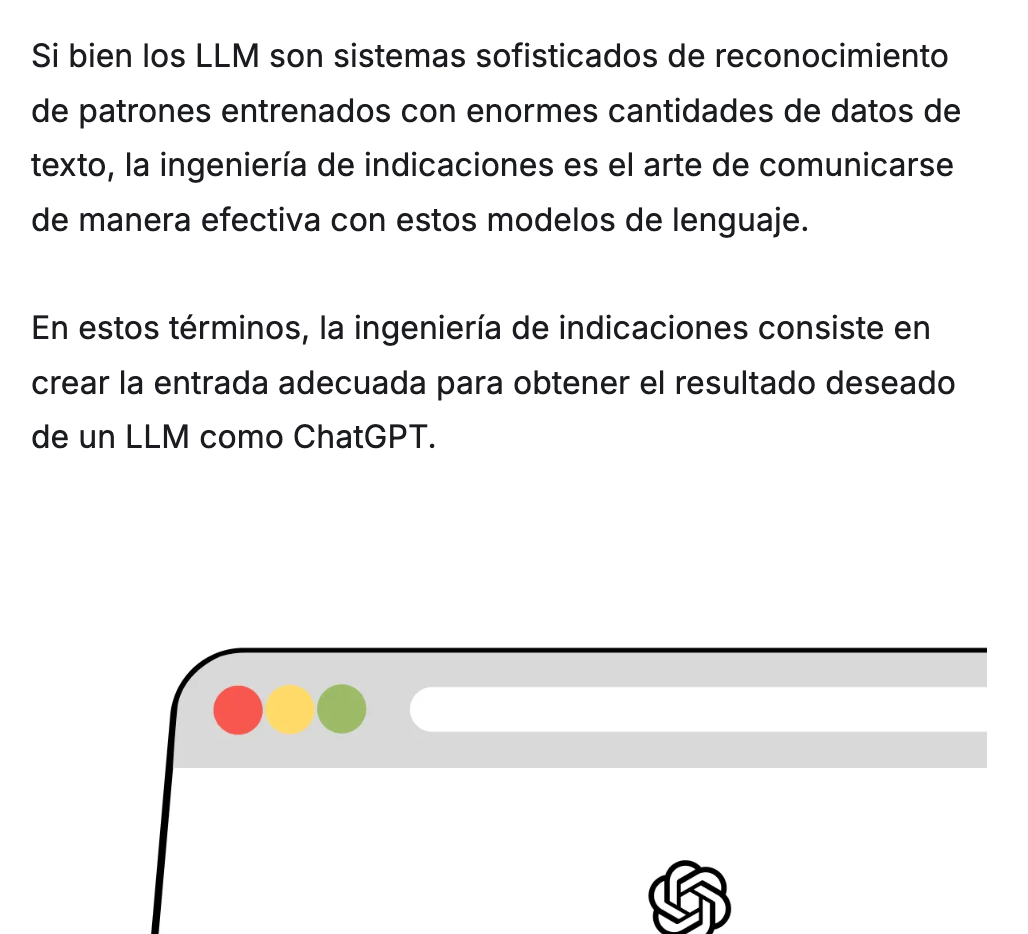 Si bien los LLM son sistemas sofisticados de reconocimiento
de patrones entrenados con enormes cantidades de datos de
texto, la ingeniería de indicaciones es el arte de comunicarse
de manera efectiva con estos modelos de lenguaje.
En estos términos, la ingeniería de indicaciones consiste en
crear la entrada adecuada para obtener el resultado deseado
de un LLM como ChatGPT.